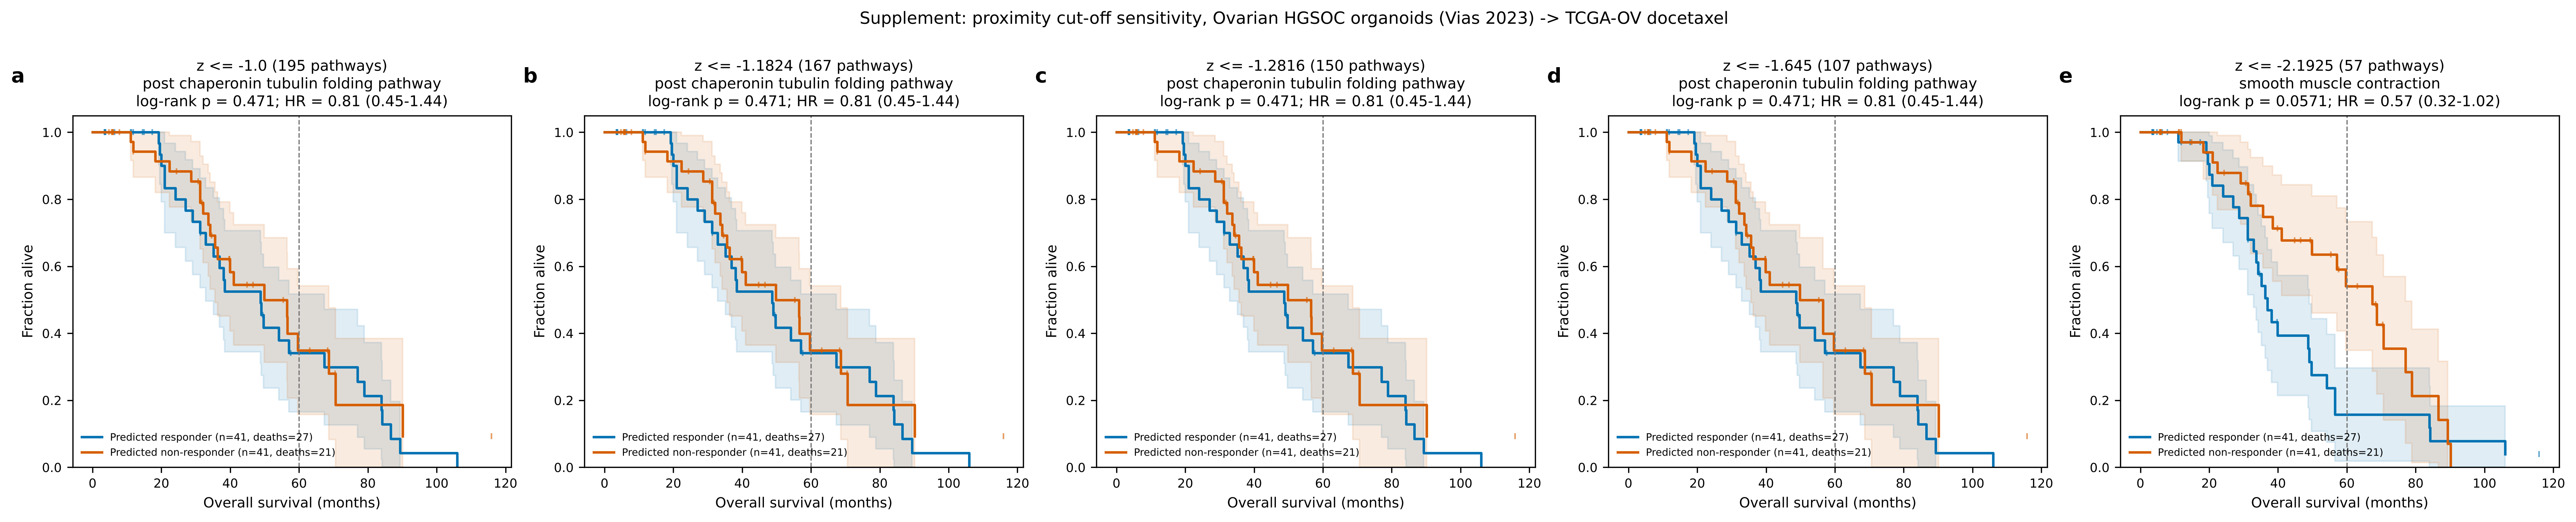 Supplement: proximity cut-off sensitivity, Ovarian HGSOC organoids (Vias 2023) -> TCGA-OV docetaxel
a
z <= -1.0 (195 pathways)
post chaperonin tubulin folding pathway
log-rank p = 0.471; HR = 0.81 (0.45-1.44)
Fraction alive
1.0
0.8
0.6
0.4
0.2
0.0
Predicted responder (n=41, deaths=27)
Predicted non-responder (n=41, deaths=21)
0 20 40 60 80 100 120
Overall survival (months)
b
z <= -1.1824 (167 pathways)
post chaperonin tubulin folding pathway
log-rank p = 0.471; HR = 0.81 (0.45-1.44)
Fraction alive
1.0
0.8
0.6
0.4
0.2
0.0
Predicted responder (n=41, deaths=27)
Predicted non-responder (n=41, deaths=21)
0 20 40 60 80 100 120
Overall survival (months)
c
z <= -1.2816 (150 pathways)
post chaperonin tubulin folding pathway
log-rank p = 0.471; HR = 0.81 (0.45-1.44)
Fraction alive
1.0
0.8
0.6
0.4
0.2
0.0
Predicted responder (n=41, deaths=27)
Predicted non-responder (n=41, deaths=21)
0 20 40 60 80 100 120
Overall survival (months)
d
z <= -1.645 (107 pathways)
post chaperonin tubulin folding pathway
log-rank p = 0.471; HR = 0.81 (0.45-1.44)
Fraction alive
1.0
0.8
0.6
0.4
0.2
0.0
Predicted responder (n=41, deaths=27)
Predicted non-responder (n=41, deaths=21)
0 20 40 60 80 100 120
Overall survival (months)
e
z <= -2.1925 (57 pathways)
smooth muscle contraction
log-rank p = 0.0571; HR = 0.57 (0.32-1.02)
Fraction alive
1.0
0.8
0.6
0.4
0.2
0.0
Predicted responder (n=41, deaths=27)
Predicted non-responder (n=41, deaths=21)
0 20 40 60 80 100 120
Overall survival (months)